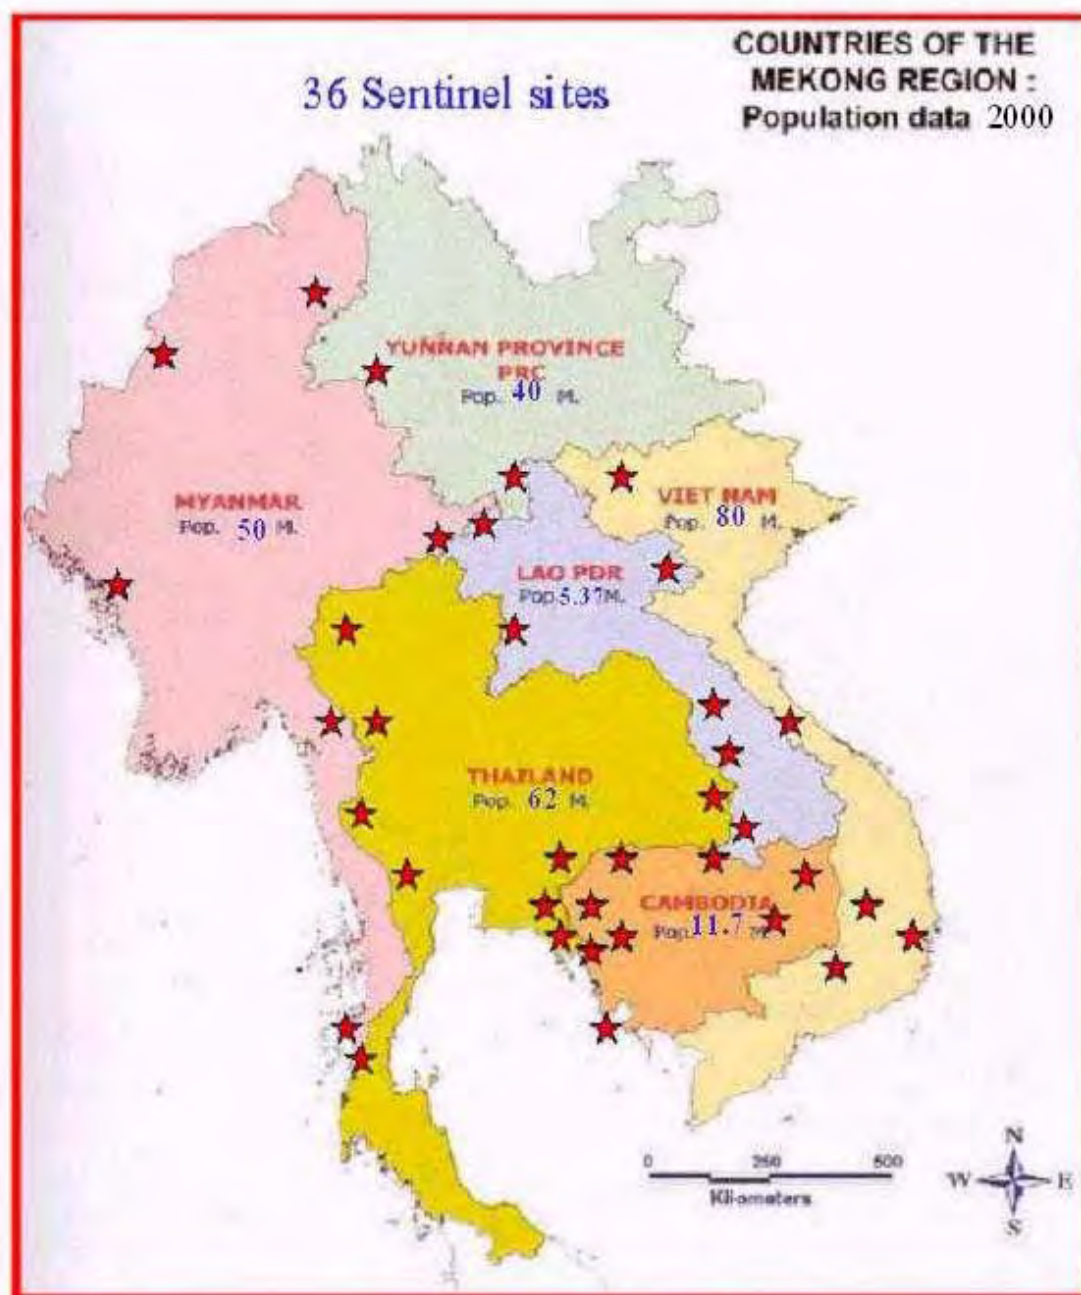 COUNTRIES OF THE
MEKONG REGION :
Population data 2000
36 Sentinel sites
YUNNAN PROVINCE
PRC
Pop. 40 M.
MYANMAR
Pop. 50 M.
VIET NAM
Pop. 80 M.
LAO PDR
Pop 5.37 M.
THAILAND
Pop. 62 M.
CAMBODIA
Pop. 11.7 M.
0 250 500
Kilometers
N
W E
S